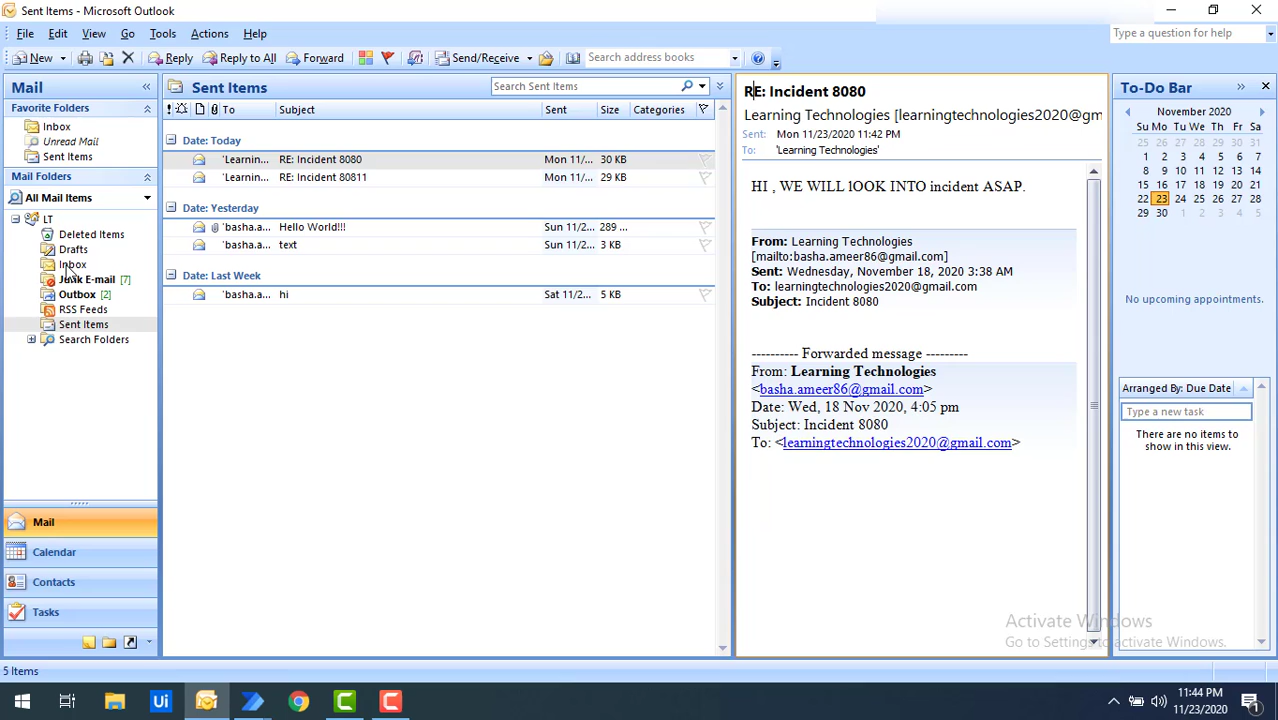 Sent Items - Microsoft Outlook
File Edit View Go Tools Actions Help
Type a question for help
New Reply Reply to All Forward Send/Receive Search address books
Mail
Favorite Folders
Inbox
Unread Mail
Sent Items
Mail Folders
All Mail Items
LT
Deleted Items
Drafts
Inbox
Junk E-mail [7]
Outbox [2]
RSS Feeds
Sent Items
Search Folders
Mail
Calendar
Contacts
Tasks
Sent Items Search Sent Items
To Subject Sent Size Categories
Date: Today
'Learnin... RE: Incident 8080 Mon 11/... 30 KB
'Learnin... RE: Incident 80811 Mon 11/... 29 KB
Date: Yesterday
'basha.a... Hello World!!! Sun 11/2... 289 ...
'basha.a... text Sun 11/2... 3 KB
Date: Last Week
'basha.a... hi Sat 11/2... 5 KB
RE: Incident 8080
Learning Technologies [learningtechnologies2020@gm
Sent: Mon 11/23/2020 11:42 PM
To: 'Learning Technologies'
HI , WE WILL lOOK INTO incident ASAP.
From: Learning Technologies
[mailto:basha.ameer86@gmail.com]
Sent: Wednesday, November 18, 2020 3:38 AM
To: learningtechnologies2020@gmail.com
Subject: Incident 8080
---------- Forwarded message ---------
From: Learning Technologies
<basha.ameer86@gmail.com>
Date: Wed, 18 Nov 2020, 4:05 pm
Subject: Incident 8080
To: <learningtechnologies2020@gmail.com>
To-Do Bar
November 2020
Su Mo Tu We Th Fr Sa
25 26 27 28 29 30 31
1 2 3 4 5 6 7
8 9 10 11 12 13 14
15 16 17 18 19 20 21
22 23 24 25 26 27 28
29 30 1 2 3 4 5
No upcoming appointments.
Arranged By: Due Date
Type a new task
There are no items to
show in this view.
Activate Windows
Go to Settings to activate Windows.
5 Items
Ui
11:44 PM
11/23/2020
1